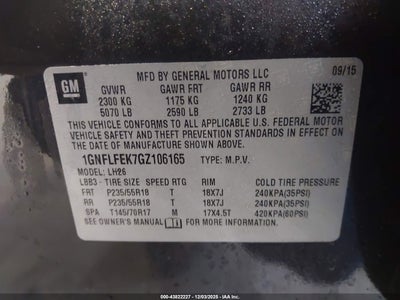 GM
MFD BY GENERAL MOTORS LLC
09/15
GVWR GAWR FRT GAWR RR
2300 KG 1175 KG 1240 KG
5070 LB 2590 LB 2733 LB
THIS VEHICLE CONFORMS TO ALL APPLICABLE U.S. FEDERAL MOTOR
VEHICLE SAFETY AND THEFT PREVENTION STANDARDS IN EFFECT ON
THE DATE OF MANUFACTURE SHOWN ABOVE.
1GNFLFEK7GZ106165 TYPE: M.P.V.
MODEL: LH26
LBB3- TIRE SIZE SPEED RTG RIM COLD TIRE PRESSURE
FRT P235/55R18 T 18X7J 240KPA(35PSI)
RR P235/55R18 T 18X7J 240KPA(35PSI)
SPA T145/70R17 M 17X4.5T 420KPA(60PSI)
SEE OWNER'S MANUAL FOR MORE INFORMATION.
000-43822227 - 12/03/2025 - IAAI